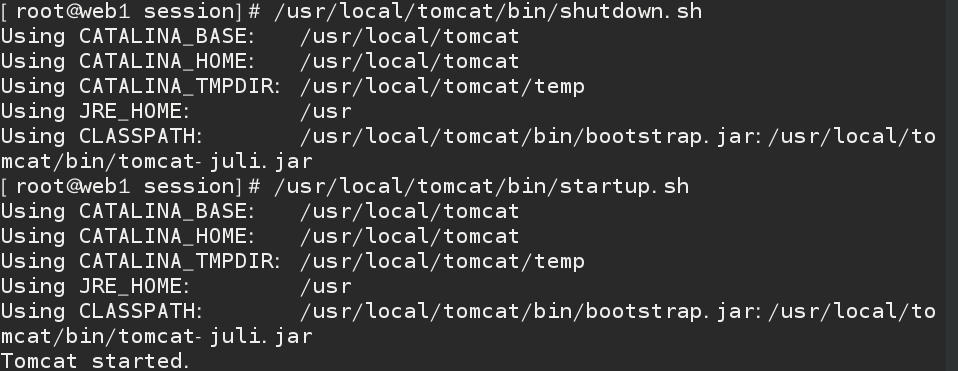 [root@web1 session]# /usr/local/tomcat/bin/shutdown.sh
Using CATALINA_BASE:   /usr/local/tomcat
Using CATALINA_HOME:   /usr/local/tomcat
Using CATALINA_TMPDIR: /usr/local/tomcat/temp
Using JRE_HOME:        /usr
Using CLASSPATH:       /usr/local/tomcat/bin/bootstrap.jar:/usr/local/to
mcat/bin/tomcat-juli.jar
[root@web1 session]# /usr/local/tomcat/bin/startup.sh
Using CATALINA_BASE:   /usr/local/tomcat
Using CATALINA_HOME:   /usr/local/tomcat
Using CATALINA_TMPDIR: /usr/local/tomcat/temp
Using JRE_HOME:        /usr
Using CLASSPATH:       /usr/local/tomcat/bin/bootstrap.jar:/usr/local/to
mcat/bin/tomcat-juli.jar
Tomcat started.